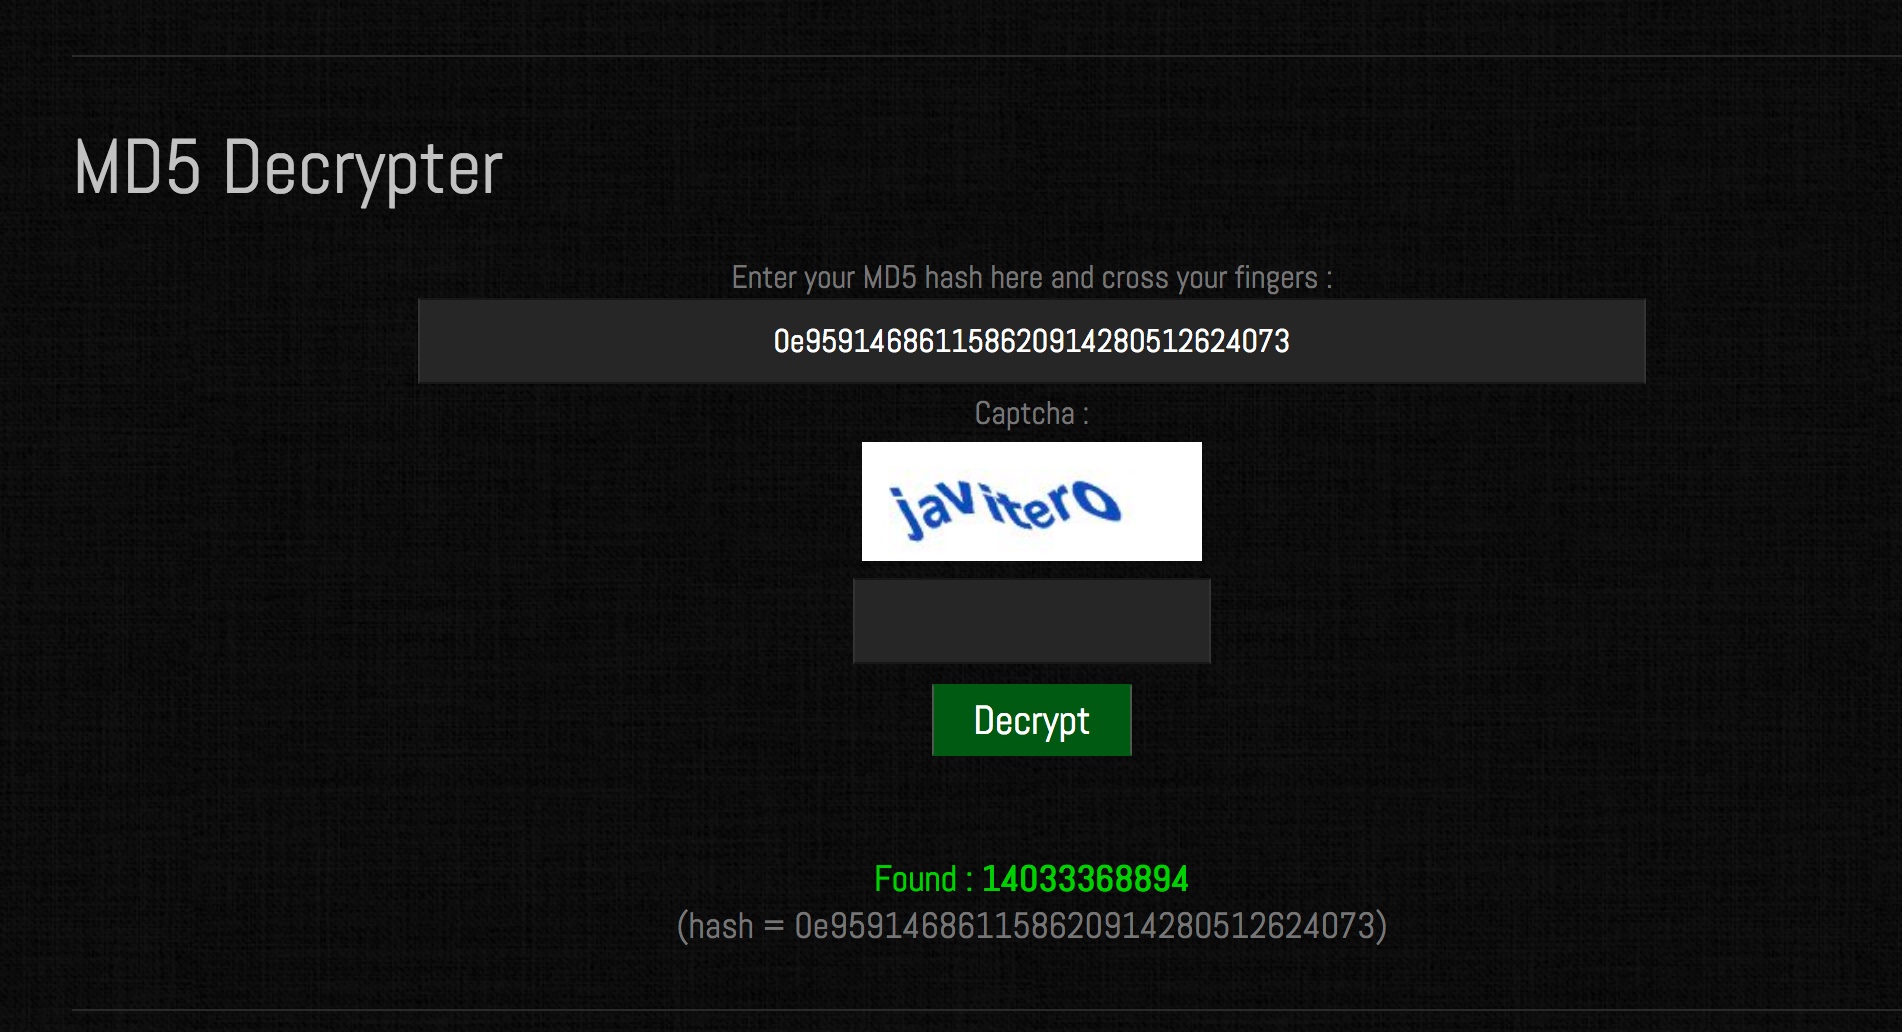 MD5 Decrypter
Enter your MD5 hash here and cross your fingers :
0e959146861158620914280512624073
Captcha :
javitero
Decrypt
Found : 14033368894
(hash = 0e959146861158620914280512624073)